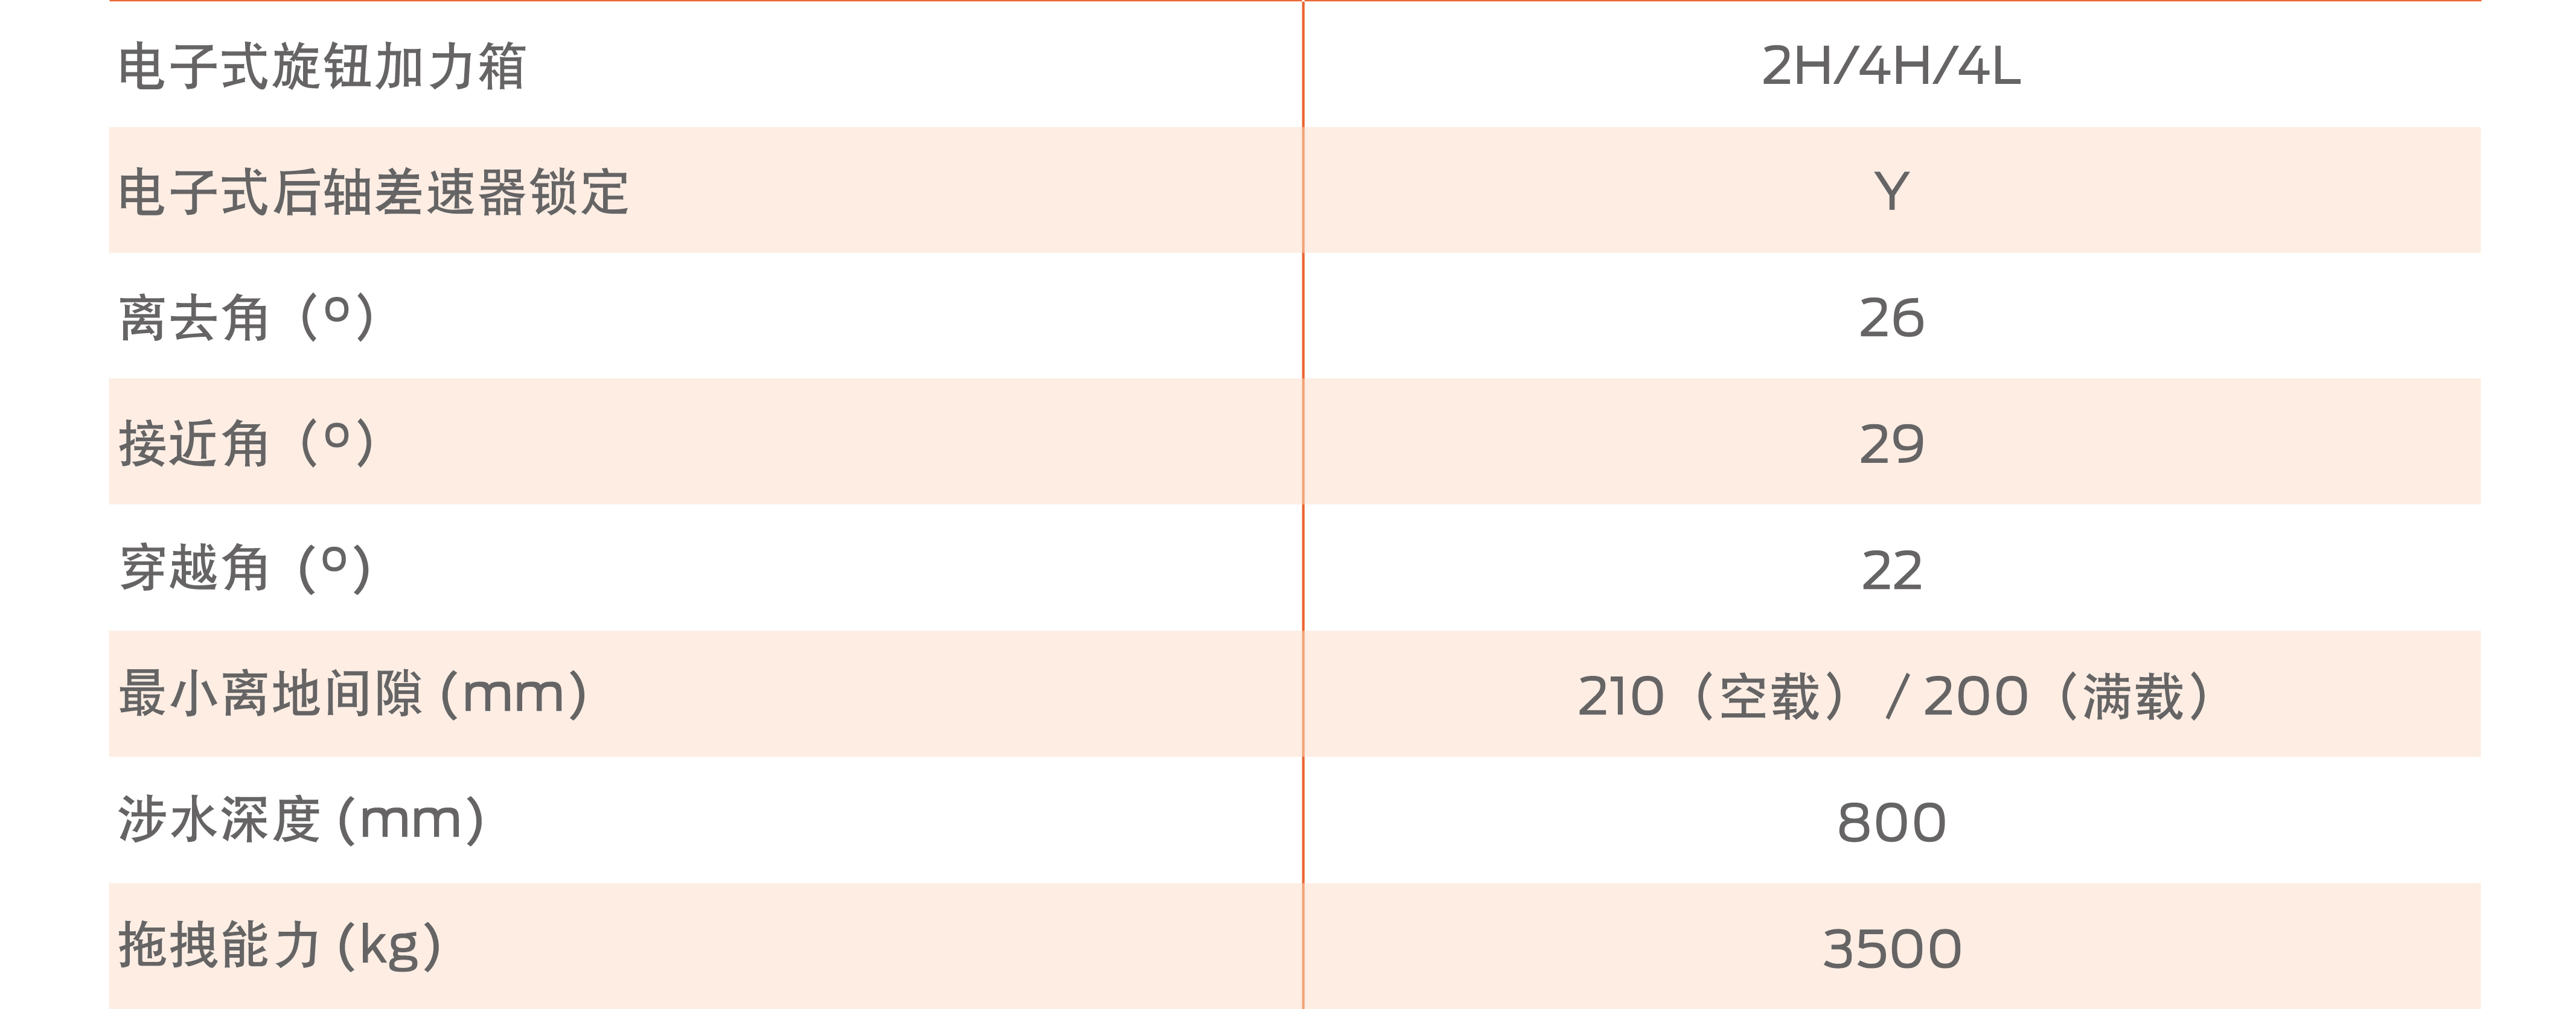 电子式旋钮加力箱 2H/4H/4L
电子式后轴差速器锁定 Y
离去角（º） 26
接近角（º） 29
穿越角 (º) 22
最小离地间隙 (mm) 210（空载） / 200（满载）
涉水深度 (mm) 800
拖拽能力 (kg) 3500